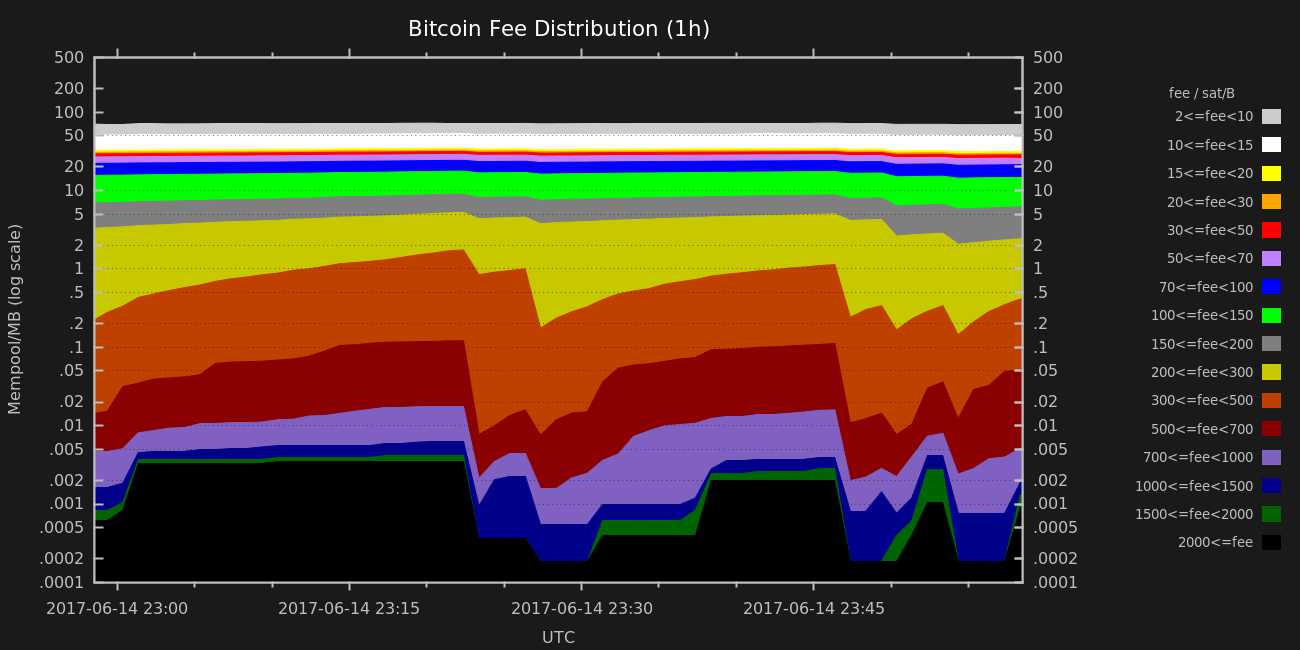 Bitcoin Fee Distribution (1h)
Mempool/MB (log scale)
500
200
100
50
20
10
5
2
1
.5
.2
.1
.05
.02
.01
.005
.002
.001
.0005
.0002
.0001
500
200
100
50
20
10
5
2
1
.5
.2
.1
.05
.02
.01
.005
.002
.001
.0005
.0002
.0001
2017-06-14 23:00 2017-06-14 23:15 2017-06-14 23:30 2017-06-14 23:45
UTC
fee / sat/B
2<=fee<10
10<=fee<15
15<=fee<20
20<=fee<30
30<=fee<50
50<=fee<70
70<=fee<100
100<=fee<150
150<=fee<200
200<=fee<300
300<=fee<500
500<=fee<700
700<=fee<1000
1000<=fee<1500
1500<=fee<2000
2000<=fee